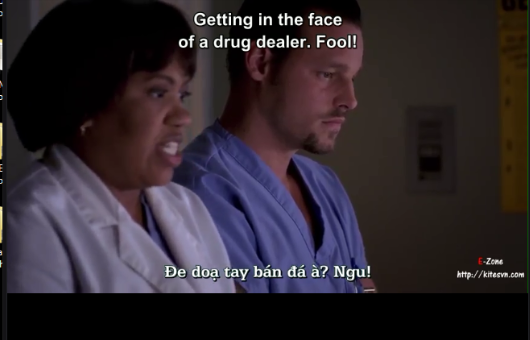 Getting in the face
of a drug dealer. Fool!
Đe doạ tay bán đá à? Ngu!
E-Zone
http://kitesvn.com